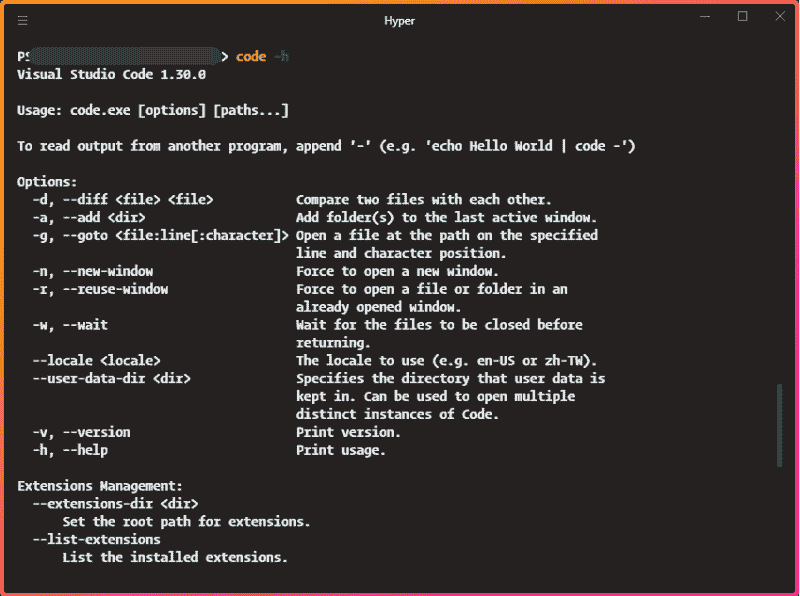 Hyper
PS > code -h
Visual Studio Code 1.30.0
Usage: code.exe [options] [paths...]
To read output from another program, append '-' (e.g. 'echo Hello World | code -')
Options:
-d, --diff <file> <file> Compare two files with each other.
-a, --add <dir> Add folder(s) to the last active window.
-g, --goto <file:line[:character]> Open a file at the path on the specified
line and character position.
-n, --new-window Force to open a new window.
-r, --reuse-window Force to open a file or folder in an
already opened window.
-w, --wait Wait for the files to be closed before
returning.
--locale <locale> The locale to use (e.g. en-US or zh-TW).
--user-data-dir <dir> Specifies the directory that user data is
kept in. Can be used to open multiple
distinct instances of Code.
-v, --version Print version.
-h, --help Print usage.
Extensions Management:
--extensions-dir <dir>
Set the root path for extensions.
--list-extensions
List the installed extensions.